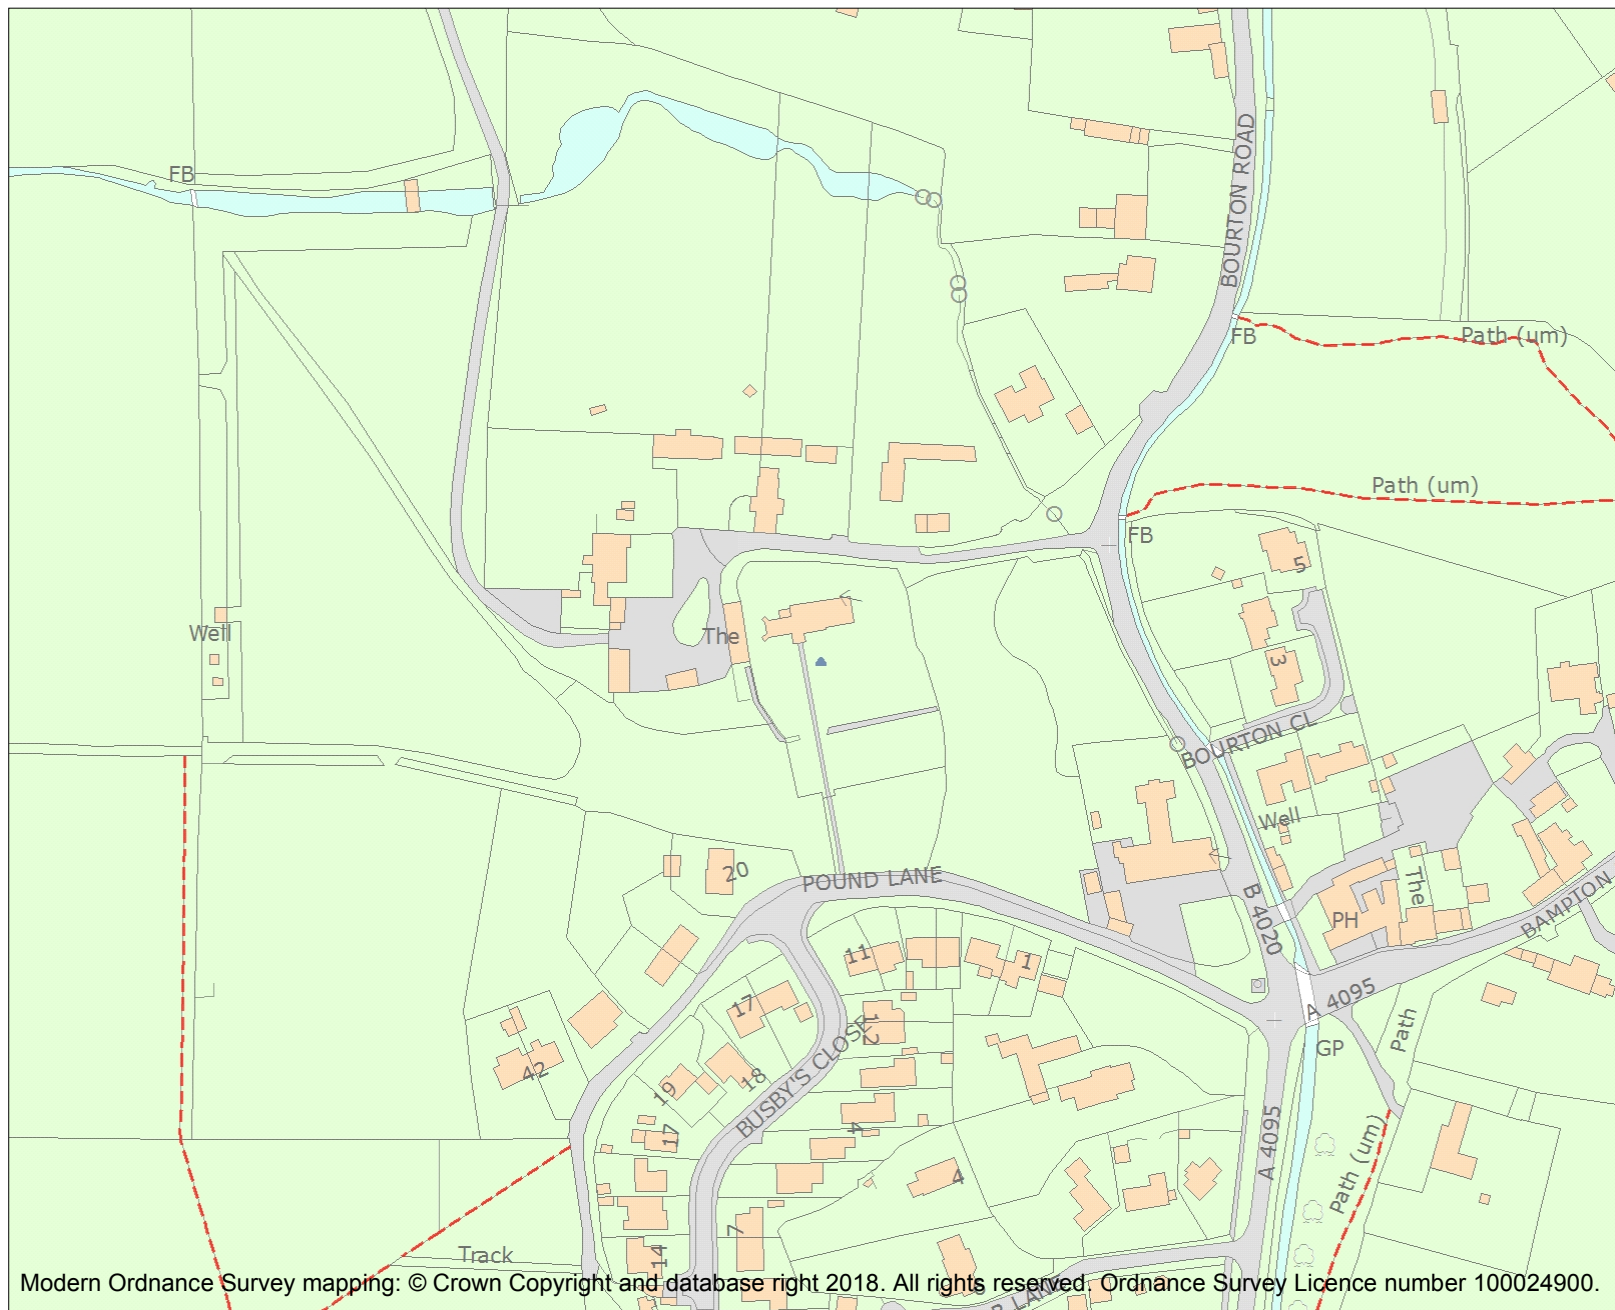 FB
BOURTON ROAD
FB
Path (um)
Path (um)
FB
5
Well
The
3
BOURTON CL
Well
20
POUND LANE
The
B 4020
PH
BAMPTON
11
1
A 4095
17
12
Path
GP
42
18
19
BUSBY'S CLOSE
17
4
A 4095
Path (um)
4
7
Track
14
Modern Ordnance Survey mapping: © Crown Copyright and database right 2018. All rights reserved. Ordnance Survey Licence number 100024900.
LANE